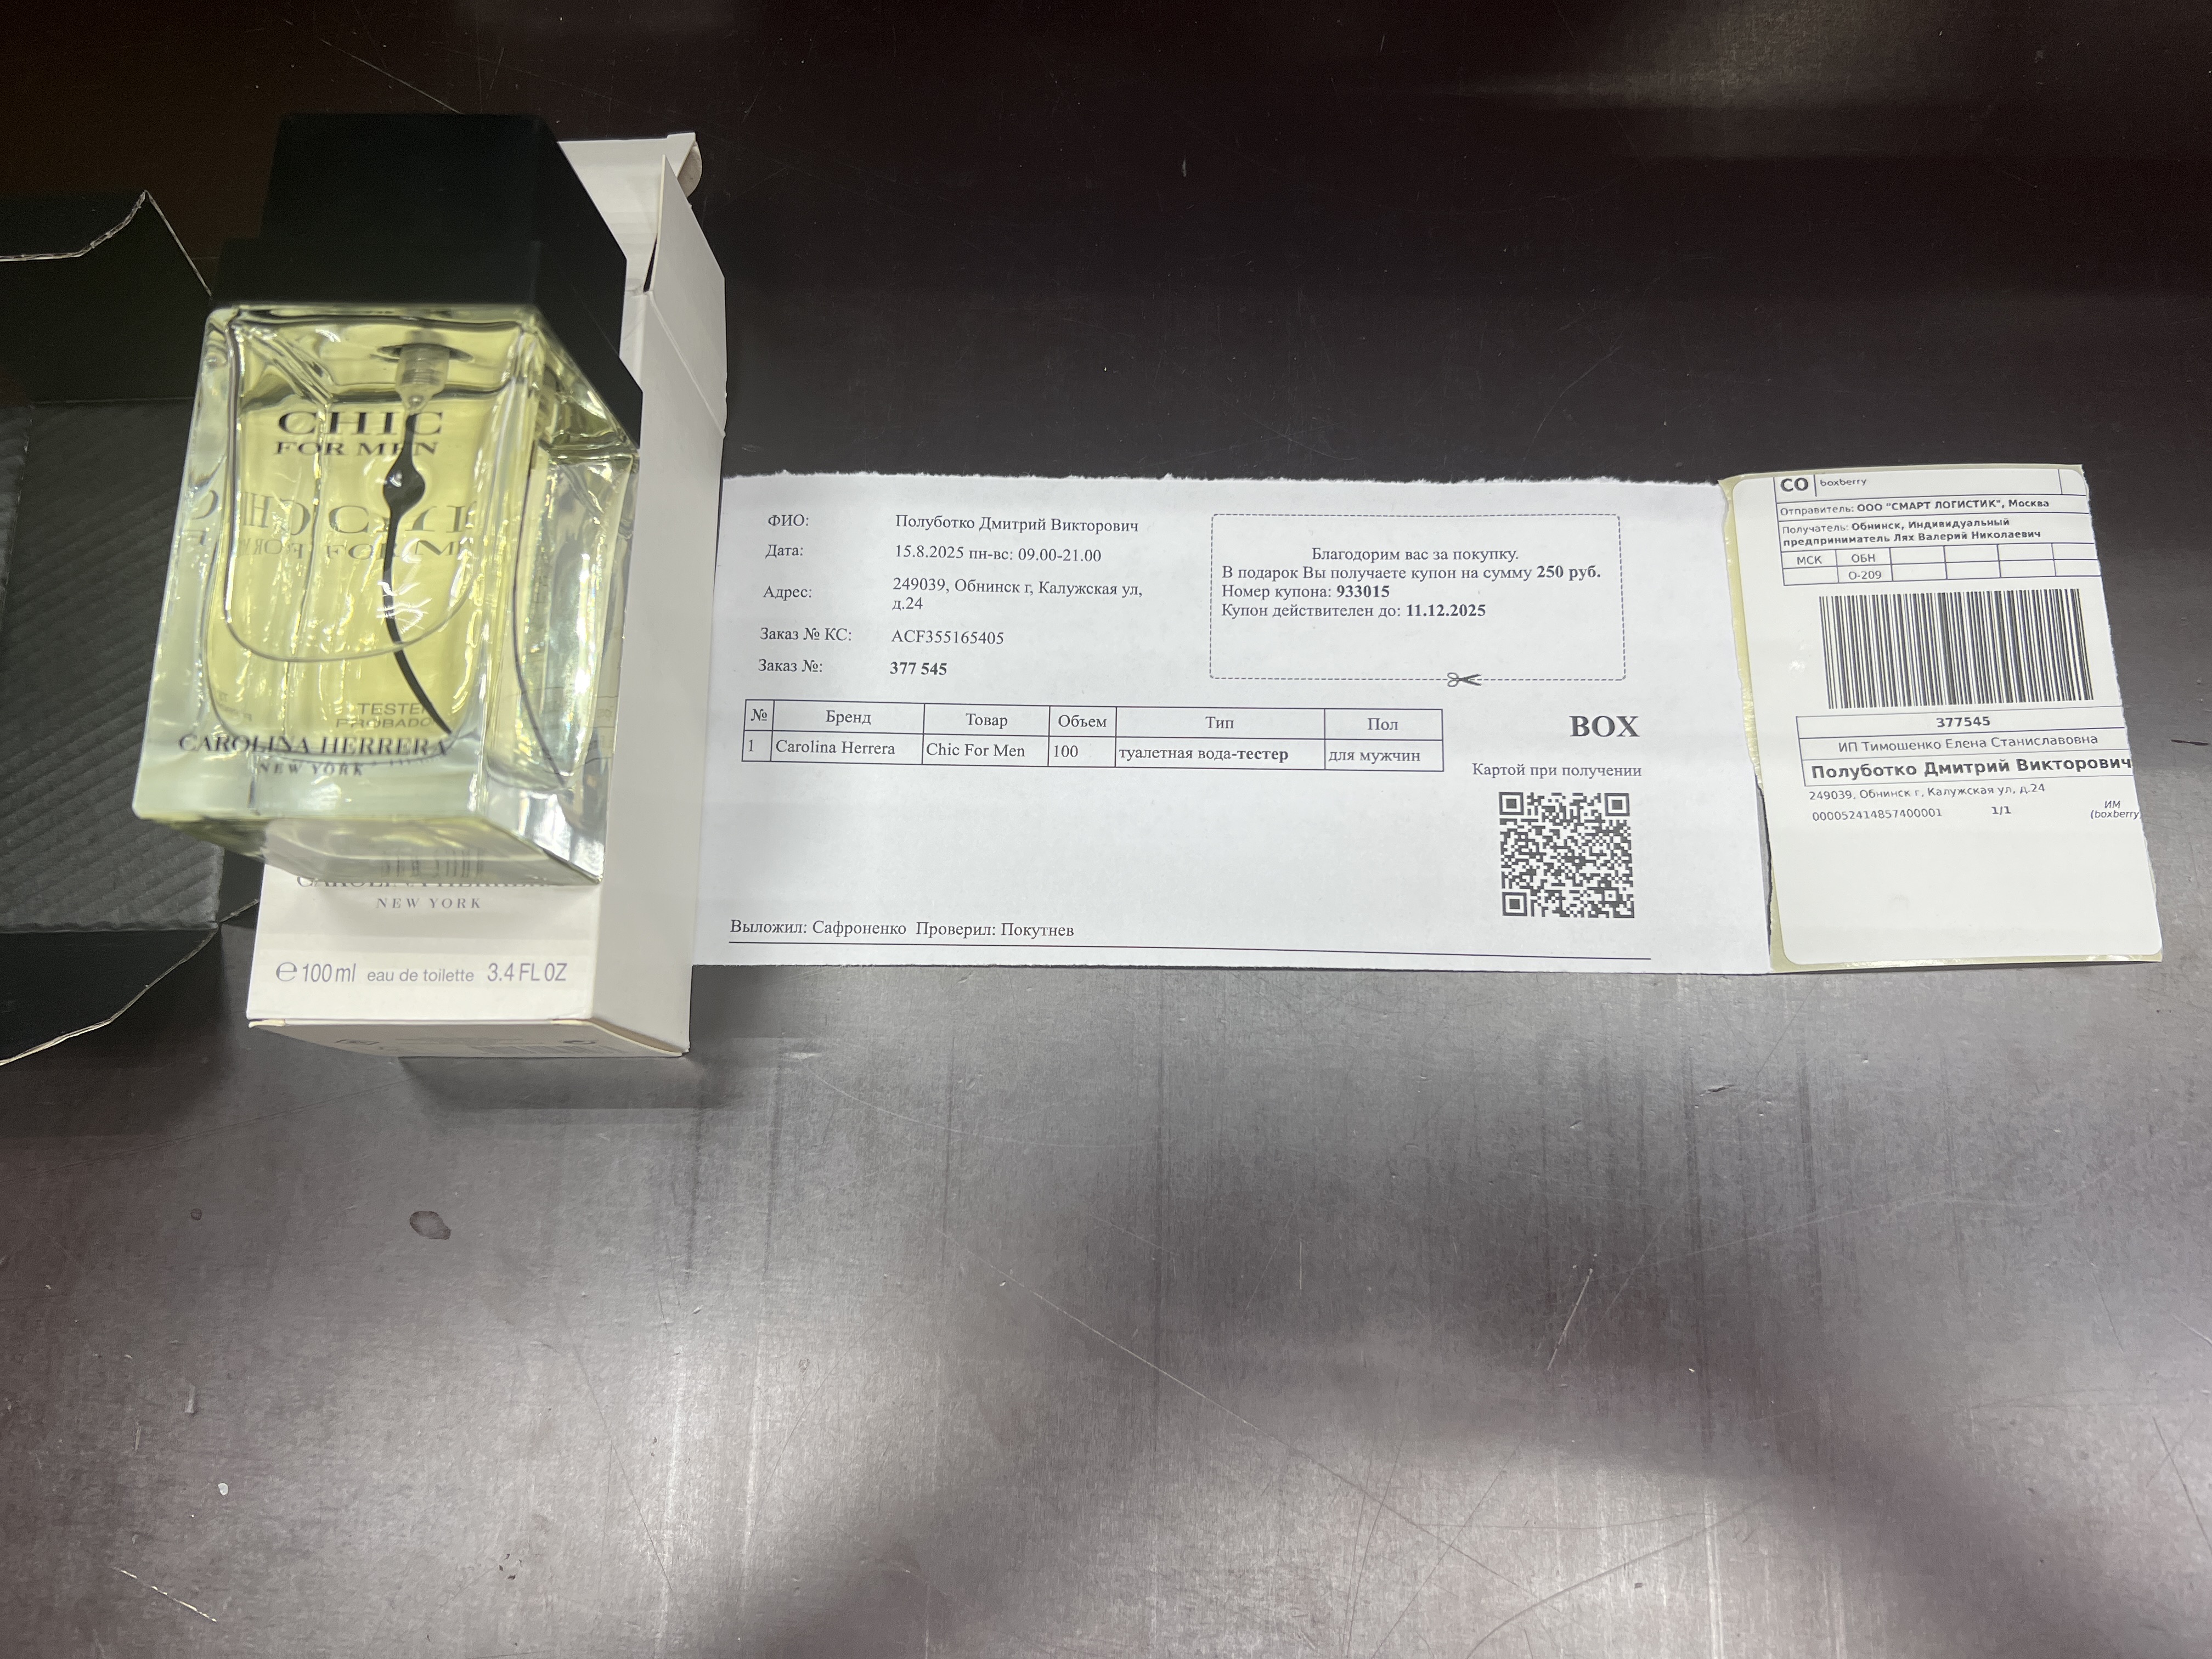 CHIC
FOR MEN
TESTER
PROBADO
CAROLINA HERRERA
NEW YORK
NEW YORK
℮ 100 ml eau de toilette 3.4 FL OZ
ФИО: Полуботко Дмитрий Викторович
Дата: 15.8.2025 пн-вс: 09.00-21.00
Адрес: 249039, Обнинск г, Калужская ул,
д.24
Заказ № КС: ACF355165405
Заказ №: 377 545
Благодорим вас за покупку.
В подарок Вы получаете купон на сумму 250 руб.
Номер купона: 933015
Купон действителен до: 11.12.2025
№ Бренд Товар Объем Тип Пол
1 Carolina Herrera Chic For Men 100 туалетная вода-тестер для мужчин
BOX
Картой при получении
Выложил: Сафроненко Проверил: Покутнев
CO boxberry
Отправитель: ООО "СМАРТ ЛОГИСТИК", Москва
Получатель: Обнинск, Индивидуальный
предприниматель Лях Валерий Николаевич
МСК ОБН
О-209
377545
ИП Тимошенко Елена Станиславовна
Полуботко Дмитрий Викторович
249039, Обнинск г, Калужская ул, д.24
000052414857400001 1/1 ИМ
(boxberry